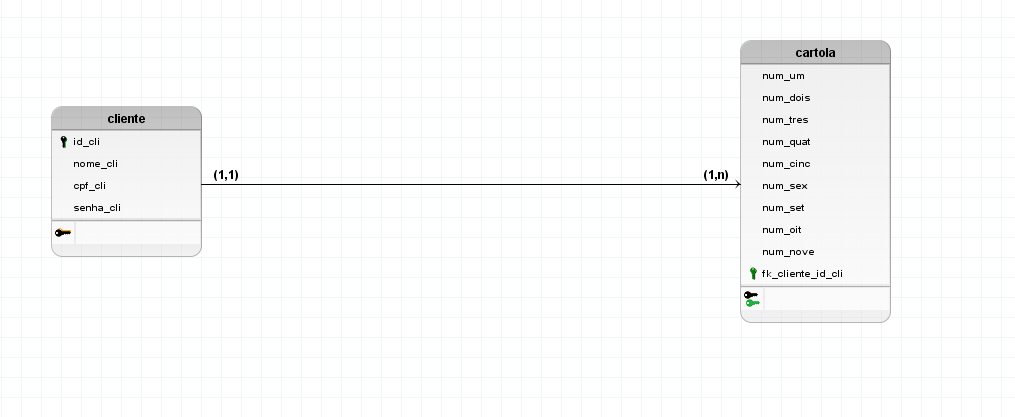 cliente
id_cli
nome_cli
cpf_cli
senha_cli
(1,1)
(1,n)
cartola
num_um
num_dois
num_tres
num_quat
num_cinc
num_sex
num_set
num_oit
num_nove
fk_cliente_id_cli